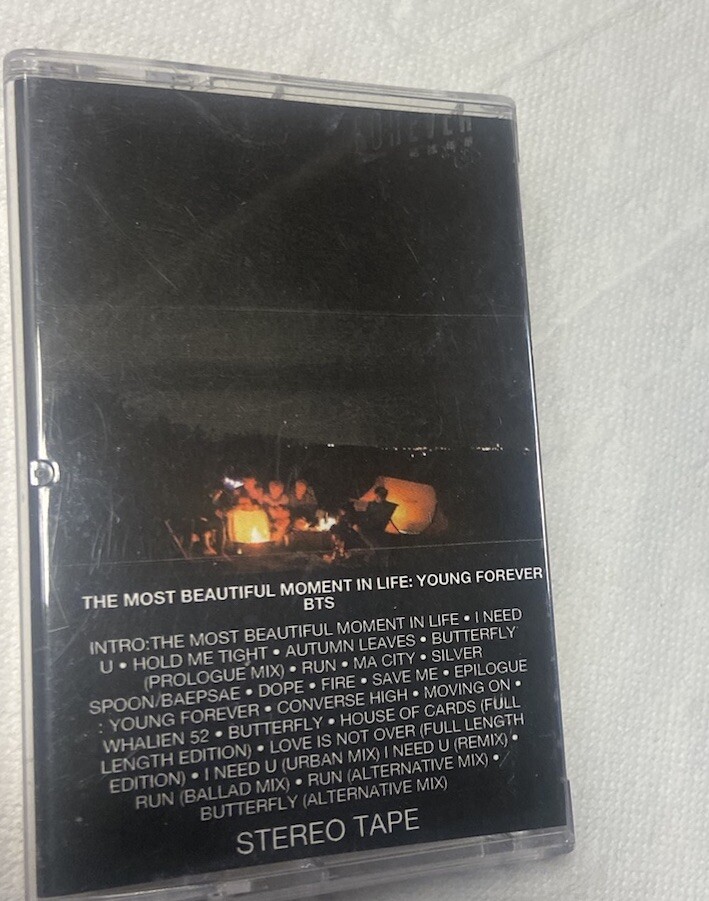 FOREVER
THE MOST BEAUTIFUL MOMENT IN LIFE: YOUNG FOREVER
BTS
INTRO:THE MOST BEAUTIFUL MOMENT IN LIFE • I NEED
U • HOLD ME TIGHT • AUTUMN LEAVES • BUTTERFLY
(PROLOGUE MIX) • RUN • MA CITY • SILVER
SPOON/BAEPSAE • DOPE • FIRE • SAVE ME • EPILOGUE
: YOUNG FOREVER • CONVERSE HIGH • MOVING ON •
WHALIEN 52 • BUTTERFLY • HOUSE OF CARDS (FULL
LENGTH EDITION) • LOVE IS NOT OVER (FULL LENGTH
EDITION) • I NEED U (URBAN MIX) I NEED U (REMIX) •
RUN (BALLAD MIX) • RUN (ALTERNATIVE MIX) •
BUTTERFLY (ALTERNATIVE MIX)
STEREO TAPE